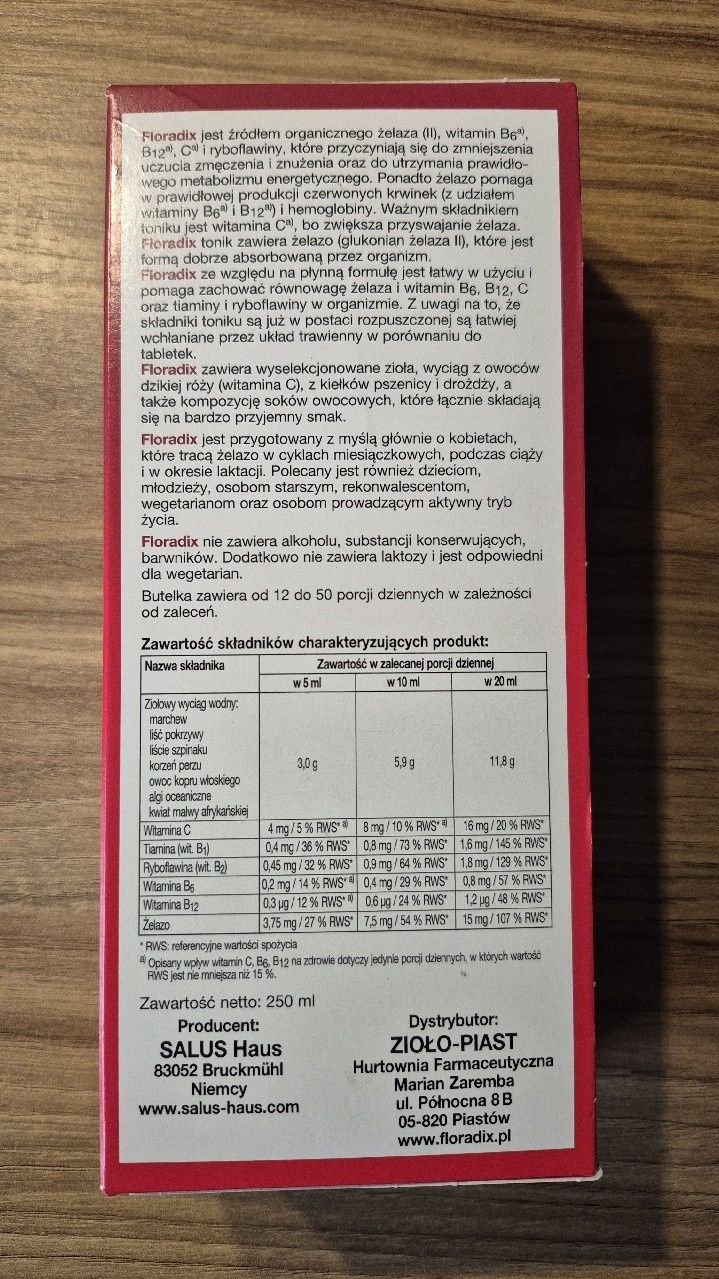 Floradix jest źródłem organicznego żelaza (II), witamin B6ᵃ⁾,
B12ᵃ⁾, Cᵃ⁾ i ryboflawiny, które przyczyniają się do zmniejszenia
uczucia zmęczenia i znużenia oraz do utrzymania prawidło-
wego metabolizmu energetycznego. Ponadto żelazo pomaga
w prawidłowej produkcji czerwonych krwinek (z udziałem
witaminy B6ᵃ⁾ i B12ᵃ⁾) i hemoglobiny. Ważnym składnikiem
toniku jest witamina Cᵃ⁾, bo zwiększa przyswajanie żelaza.
Floradix tonik zawiera żelazo (glukonian żelaza II), które jest
formą dobrze absorbowaną przez organizm.
Floradix ze względu na płynną formułę jest łatwy w użyciu i
pomaga zachować równowagę żelaza i witamin B6, B12, C
oraz tiaminy i ryboflawiny w organizmie. Z uwagi na to, że
składniki toniku są już w postaci rozpuszczonej są łatwiej
wchłaniane przez układ trawienny w porównaniu do
tabletek.
Floradix zawiera wyselekcjonowane zioła, wyciąg z owoców
dzikiej róży (witamina C), z kiełków pszenicy i drożdży, a
także kompozycję soków owocowych, które łącznie składają
się na bardzo przyjemny smak.
Floradix jest przygotowany z myślą głównie o kobietach,
które tracą żelazo w cyklach miesiączkowych, podczas ciąży
i w okresie laktacji. Polecany jest również dzieciom,
młodzieży, osobom starszym, rekonwalescentom,
wegetarianom oraz osobom prowadzącym aktywny tryb
życia.
Floradix nie zawiera alkoholu, substancji konserwujących,
barwników. Dodatkowo nie zawiera laktozy i jest odpowiedni
dla wegetarian.
Butelka zawiera od 12 do 50 porcji dziennych w zależności
od zaleceń.
Zawartość składników charakteryzujących produkt:
Nazwa składnika Zawartość w zalecanej porcji dziennej
w 5 ml w 10 ml w 20 ml
Ziołowy wyciąg wodny:
marchew
liść pokrzywy
liście szpinaku
korzeń perzu 3,0 g 5,9 g 11,8 g
owoc kopru włoskiego
algi oceaniczne
kwiat malwy afrykańskiej
Witamina C 4 mg / 5 % RWS* ᵃ⁾ 8 mg / 10 % RWS* ᵃ⁾ 16 mg / 20 % RWS*
Tiamina (wit. B1) 0,4 mg / 36 % RWS* 0,8 mg / 73 % RWS* 1,6 mg / 145 % RWS*
Ryboflawina (wit. B2) 0,45 mg / 32 % RWS* 0,9 mg / 64 % RWS* 1,8 mg / 129 % RWS*
Witamina B6 0,2 mg / 14 % RWS* ᵃ⁾ 0,4 mg / 29 % RWS* 0,8 mg / 57 % RWS*
Witamina B12 0,3 µg / 12 % RWS* ᵃ⁾ 0,6 µg / 24 % RWS* 1,2 µg / 48 % RWS*
Żelazo 3,75 mg / 27 % RWS* 7,5 mg / 54 % RWS* 15 mg / 107 % RWS*
* RWS: referencyjne wartości spożycia
ᵃ⁾ Opisany wpływ witamin C, B6, B12 na zdrowie dotyczy jedynie porcji dziennych, w których wartość
RWS jest nie mniejsza niż 15 %.
Zawartość netto: 250 ml
Producent:
SALUS Haus
83052 Bruckmühl
Niemcy
www.salus-haus.com
Dystrybutor:
ZIOŁO-PIAST
Hurtownia Farmaceutyczna
Marian Zaremba
ul. Północna 8 B
05-820 Piastów
www.floradix.pl